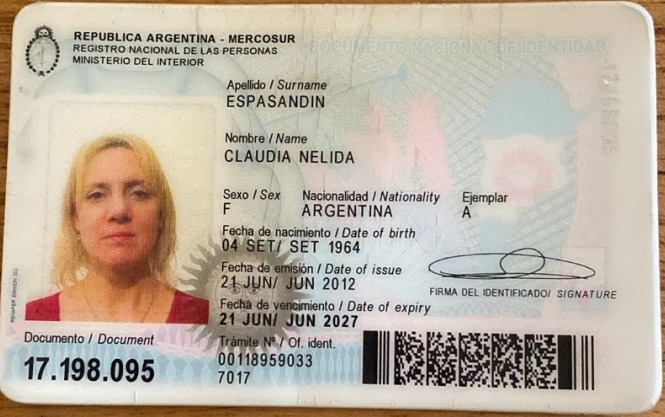 REPUBLICA ARGENTINA - MERCOSUR
REGISTRO NACIONAL DE LAS PERSONAS
MINISTERIO DEL INTERIOR
DOCUMENTO NACIONAL DE IDENTIDAD
Apellido / Surname
ESPASANDIN
Nombre / Name
CLAUDIA NELIDA
Sexo / Sex Nacionalidad / Nationality Ejemplar
F ARGENTINA A
Fecha de nacimiento / Date of birth
04 SET/ SET 1964
Fecha de emisión / Date of issue
21 JUN/ JUN 2012
FIRMA DEL IDENTIFICADO/ SIGNATURE
Fecha de vencimiento / Date of expiry
21 JUN/ JUN 2027
Documento / Document
17.198.095
Trámite Nº / Of. ident.
00118959033
7017